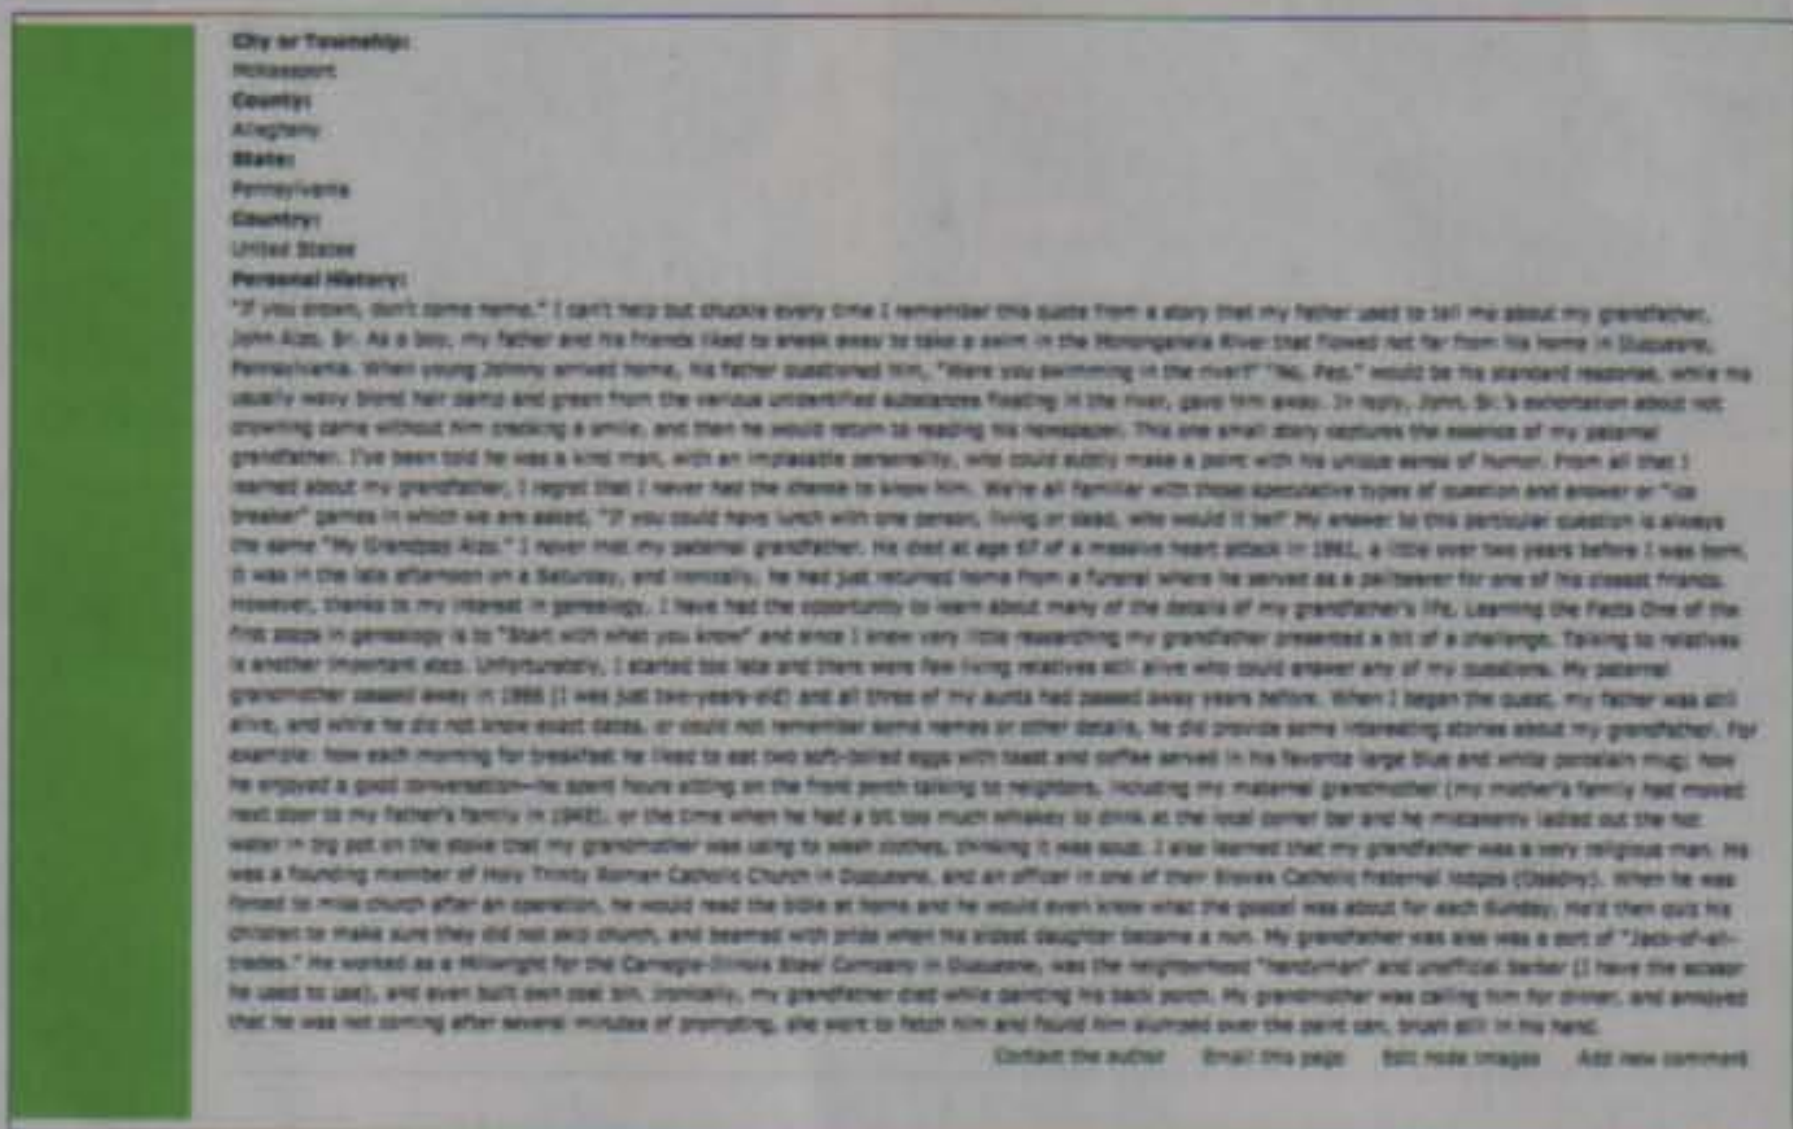 City or Township:
McKeesport
County:
Allegheny
State:
Pennsylvania
Country:
United States
Personal History:
"If you drown, don't come home." I can't help but chuckle every time I remember this quote from a story that my father used to tell me about my grandfather,
John Alzo, Sr. As a boy, my father and his friends liked to sneak away to take a swim in the Monongahela River that flowed not far from his home in Duquesne,
Pennsylvania. When young Johnny arrived home, his father questioned him, "Were you swimming in the river?" "No, Pap." would be his standard response, while his
usually wavy blond hair damp and green from the various unidentified substances floating in the river, gave him away. In reply, John, Sr.'s exhortation about not
drowning came without him cracking a smile, and then he would return to reading his newspaper. This one small story captures the essence of my paternal
grandfather. I've been told he was a kind man, with an implacable personality, who could subtly make a point with his unique sense of humor. From all that I
learned about my grandfather, I regret that I never had the chance to know him. We're all familiar with those speculative types of question and answer or "ice
breaker" games in which we are asked, "If you could have lunch with one person, living or dead, who would it be?" My answer to this particular question is always
the same "My Grandpap Alzo." I never met my paternal grandfather. He died at age 67 of a massive heart attack in 1961, a little over two years before I was born.
It was in the late afternoon on a Saturday, and ironically, he had just returned home from a funeral where he served as a pallbearer for one of his closest friends.
However, thanks to my interest in genealogy, I have had the opportunity to learn about many of the details of my grandfather's life. Learning the Facts One of the
first steps in genealogy is to "Start with what you know" and since I knew very little researching my grandfather presented a bit of a challenge. Talking to relatives
is another important step. Unfortunately, I started too late and there were few living relatives still alive who could answer any of my questions. My paternal
grandmother passed away in 1966 (I was just two-years-old) and all three of my aunts had passed away years before. When I began the quest, my father was still
alive, and while he did not know exact dates, or could not remember some names or other details, he did provide some interesting stories about my grandfather. For
example: how each morning for breakfast he liked to eat two soft-boiled eggs with toast and coffee served in his favorite large blue and white porcelain mug; how
he enjoyed a good conversation—he spent hours sitting on the front porch talking to neighbors, including my maternal grandmother (my mother's family had moved
next door to my father's family in), or the time when he had a bit too much whiskey to drink at the local corner bar and he mistakenly ladled out the hot
water in big pot on the stove that my grandmother was using to wash clothes, thinking it was soup. I also learned that my grandfather was a very religious man. He
was a founding member of Holy Trinity Roman Catholic Church in Duquesne, and an officer in one of their Slovak Catholic fraternal lodges (Osadny). When he was
forced to miss church after an operation, he would read the bible at home and he would even know what the gospel was about for each Sunday. He'd then quiz his
children to make sure they did not skip church, and beamed with pride when his oldest daughter became a nun. My grandfather was also was a sort of "Jack-of-all-
trades." He worked as a Millwright for the Carnegie-Illinois Steel Company in Duquesne, was the neighborhood "handyman" and unofficial barber (I have the scissor
he used to use), and even built own coal bin. Ironically, my grandfather died while painting his back porch. My grandmother was calling him for dinner, and annoyed
that he was not coming after several minutes of prompting, she went to fetch him and found him slumped over the paint can, brush still in his hand.
Contact the author Email this page Edit node images Add new comment